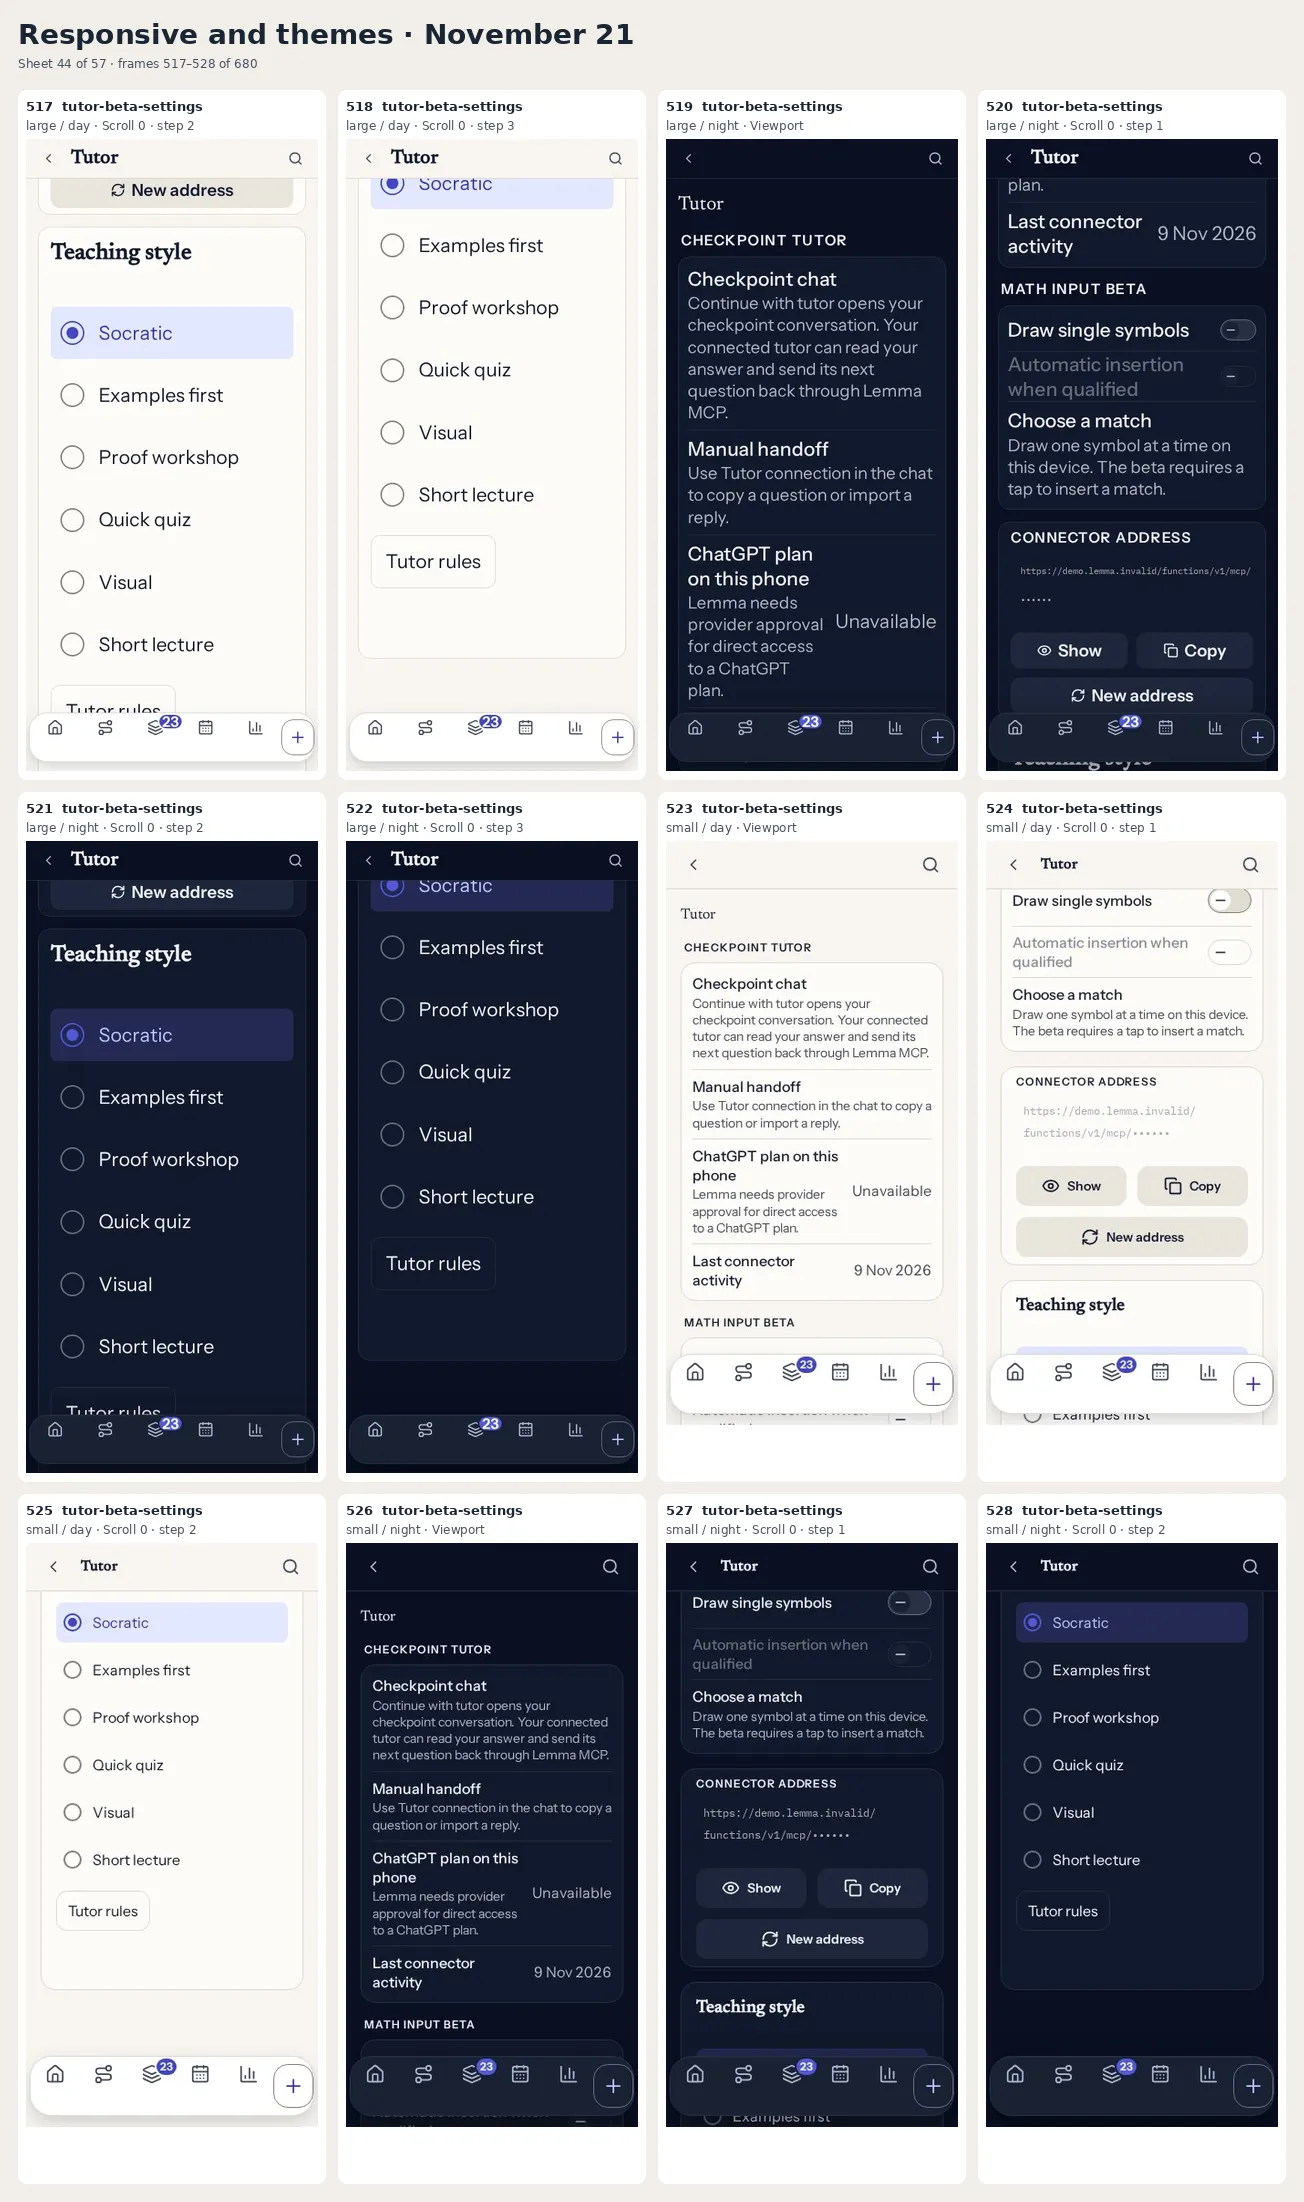 Responsive and themes · November 21
Sheet 44 of 57 · frames 517–528 of 680
517 tutor-beta-settings
large / day · Scroll 0 · step 2
Tutor
New address
Teaching style
Socratic
Examples first
Proof workshop
Quick quiz
Visual
Short lecture
Tutor rules
23
518 tutor-beta-settings
large / day · Scroll 0 · step 3
Tutor
Socratic
Examples first
Proof workshop
Quick quiz
Visual
Short lecture
Tutor rules
23
519 tutor-beta-settings
large / night · Viewport
Tutor
CHECKPOINT TUTOR
Checkpoint chat
Continue with tutor opens your
checkpoint conversation. Your
connected tutor can read your
answer and send its next
question back through Lemma
MCP.
Manual handoff
Use Tutor connection in the chat
to copy a question or import a
reply.
ChatGPT plan
on this phone
Lemma needs
provider approval
for direct access
to a ChatGPT
plan.
Unavailable
23
520 tutor-beta-settings
large / night · Scroll 0 · step 1
Tutor
plan.
Last connector
activity
9 Nov 2026
MATH INPUT BETA
Draw single symbols
Automatic insertion
when qualified
Choose a match
Draw one symbol at a time on
this device. The beta requires a
tap to insert a match.
CONNECTOR ADDRESS
https://demo.lemma.invalid/functions/v1/mcp/
••••••
Show
Copy
New address
23
Teaching style
521 tutor-beta-settings
large / night · Scroll 0 · step 2
Tutor
New address
Teaching style
Socratic
Examples first
Proof workshop
Quick quiz
Visual
Short lecture
Tutor rules
23
522 tutor-beta-settings
large / night · Scroll 0 · step 3
Tutor
Socratic
Examples first
Proof workshop
Quick quiz
Visual
Short lecture
Tutor rules
23
523 tutor-beta-settings
small / day · Viewport
Tutor
CHECKPOINT TUTOR
Checkpoint chat
Continue with tutor opens your
checkpoint conversation. Your connected
tutor can read your answer and send its
next question back through Lemma MCP.
Manual handoff
Use Tutor connection in the chat to copy a
question or import a reply.
ChatGPT plan on this
phone
Lemma needs provider
approval for direct access
to a ChatGPT plan.
Unavailable
Last connector
activity
9 Nov 2026
MATH INPUT BETA
23
Automatic insertion when
524 tutor-beta-settings
small / day · Scroll 0 · step 1
Tutor
Draw single symbols
Automatic insertion when
qualified
Choose a match
Draw one symbol at a time on this device.
The beta requires a tap to insert a match.
CONNECTOR ADDRESS
https://demo.lemma.invalid/
functions/v1/mcp/••••••
Show
Copy
New address
Teaching style
23
Examples first
525 tutor-beta-settings
small / day · Scroll 0 · step 2
Tutor
Socratic
Examples first
Proof workshop
Quick quiz
Visual
Short lecture
Tutor rules
23
526 tutor-beta-settings
small / night · Viewport
Tutor
CHECKPOINT TUTOR
Checkpoint chat
Continue with tutor opens your
checkpoint conversation. Your connected
tutor can read your answer and send its
next question back through Lemma MCP.
Manual handoff
Use Tutor connection in the chat to copy a
question or import a reply.
ChatGPT plan on this
phone
Lemma needs provider
approval for direct access
to a ChatGPT plan.
Unavailable
Last connector
activity
9 Nov 2026
MATH INPUT BETA
23
Automatic insertion when
527 tutor-beta-settings
small / night · Scroll 0 · step 1
Tutor
Draw single symbols
Automatic insertion when
qualified
Choose a match
Draw one symbol at a time on this device.
The beta requires a tap to insert a match.
CONNECTOR ADDRESS
https://demo.lemma.invalid/
functions/v1/mcp/••••••
Show
Copy
New address
Teaching style
23
Examples first
528 tutor-beta-settings
small / night · Scroll 0 · step 2
Tutor
Socratic
Examples first
Proof workshop
Quick quiz
Visual
Short lecture
Tutor rules
23